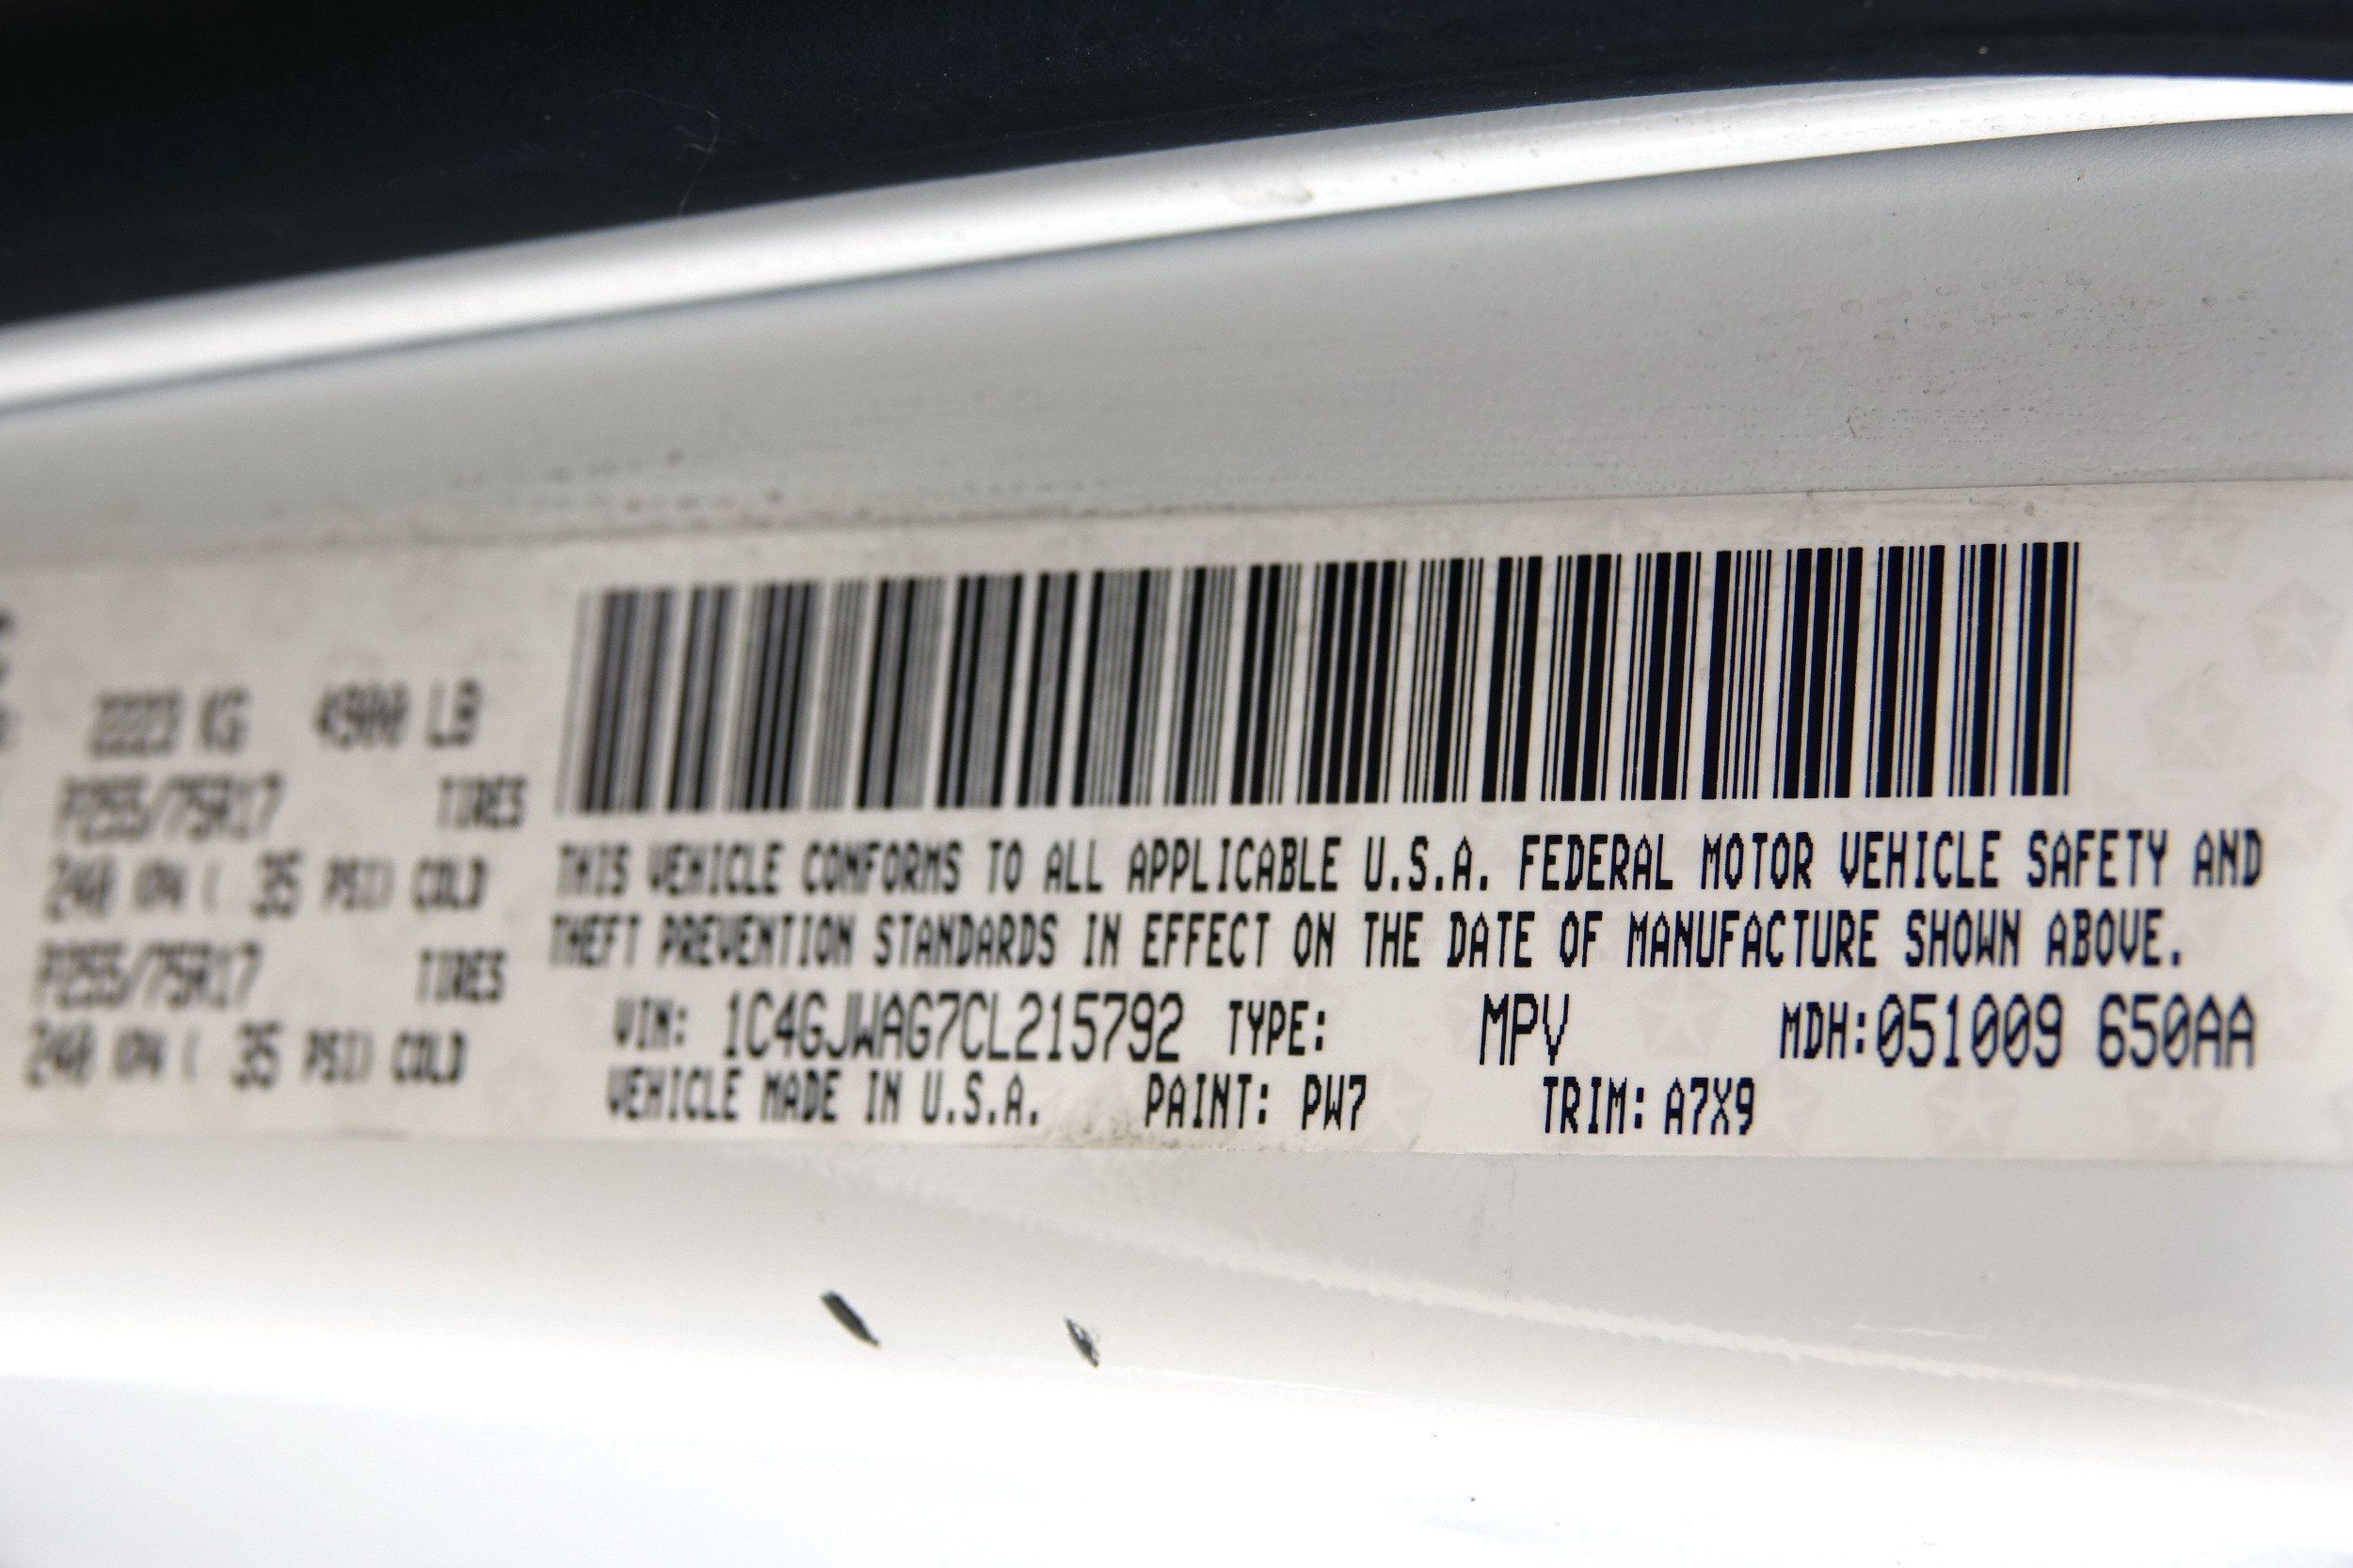 2223 KG 4900 LB
P255/75R17 TIRES
240 KPA ( 35 PSI) COLD
P255/75R17 TIRES
240 KPA ( 35 PSI) COLD
THIS VEHICLE CONFORMS TO ALL APPLICABLE U.S.A. FEDERAL MOTOR VEHICLE SAFETY AND
THEFT PREVENTION STANDARDS IN EFFECT ON THE DATE OF MANUFACTURE SHOWN ABOVE.
VIN: 1C4GJWAG7CL215792 TYPE: MPV MDH:051009 650AA
VEHICLE MADE IN U.S.A. PAINT: PW7 TRIM: A7X9